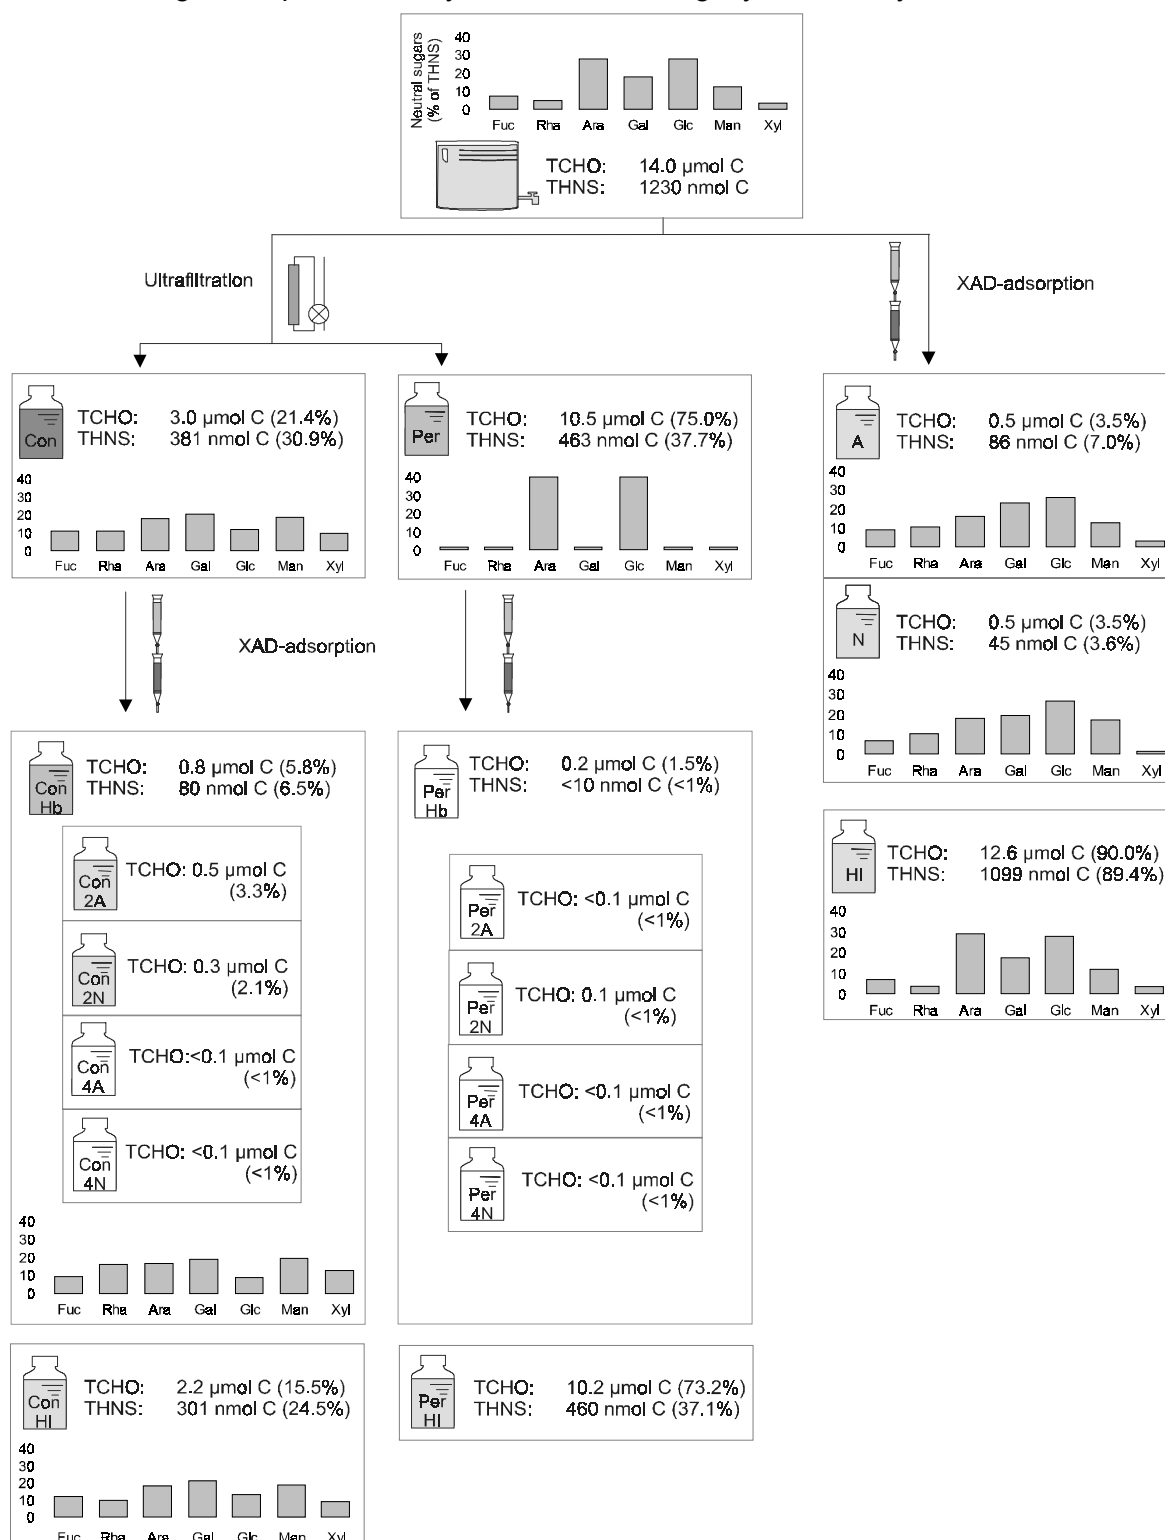 Neutral sugars
(% of THNS)
40
30
20
10
0
Fuc Rha Ara Gal Glc Man Xyl
TCHO: 14.0 µmol C
THNS: 1230 nmol C
Ultrafiltration
XAD-adsorption
Con
TCHO: 3.0 µmol C (21.4%)
THNS: 381 nmol C (30.9%)
40
30
20
10
0
Fuc Rha Ara Gal Glc Man Xyl
Per
TCHO: 10.5 µmol C (75.0%)
THNS: 463 nmol C (37.7%)
40
30
20
10
0
Fuc Rha Ara Gal Glc Man Xyl
A
TCHO: 0.5 µmol C (3.5%)
THNS: 86 nmol C (7.0%)
40
30
20
10
0
Fuc Rha Ara Gal Glc Man Xyl
N
TCHO: 0.5 µmol C (3.5%)
THNS: 45 nmol C (3.6%)
40
30
20
10
0
Fuc Rha Ara Gal Glc Man Xyl
XAD-adsorption
Con
Hb
TCHO: 0.8 µmol C (5.8%)
THNS: 80 nmol C (6.5%)
Con
2A
TCHO: 0.5 µmol C
(3.3%)
Con
2N
TCHO: 0.3 µmol C
(2.1%)
Con
4A
TCHO:<0.1 µmol C
(<1%)
Con
4N
TCHO: <0.1 µmol C
(<1%)
40
30
20
10
0
Fuc Rha Ara Gal Glc Man Xyl
Per
Hb
TCHO: 0.2 µmol C (1.5%)
THNS: <10 nmol C (<1%)
Per
2A
TCHO: <0.1 µmol C
(<1%)
Per
2N
TCHO: 0.1 µmol C
(<1%)
Per
4A
TCHO: <0.1 µmol C
(<1%)
Per
4N
TCHO: <0.1 µmol C
(<1%)
HI
TCHO: 12.6 µmol C (90.0%)
THNS: 1099 nmol C (89.4%)
40
30
20
10
0
Fuc Rha Ara Gal Glc Man Xyl
Con
HI
TCHO: 2.2 µmol C (15.5%)
THNS: 301 nmol C (24.5%)
40
30
20
10
0
Fuc Rha Ara Gal Glc Man Xyl
Per
HI
TCHO: 10.2 µmol C (73.2%)
THNS: 460 nmol C (37.1%)